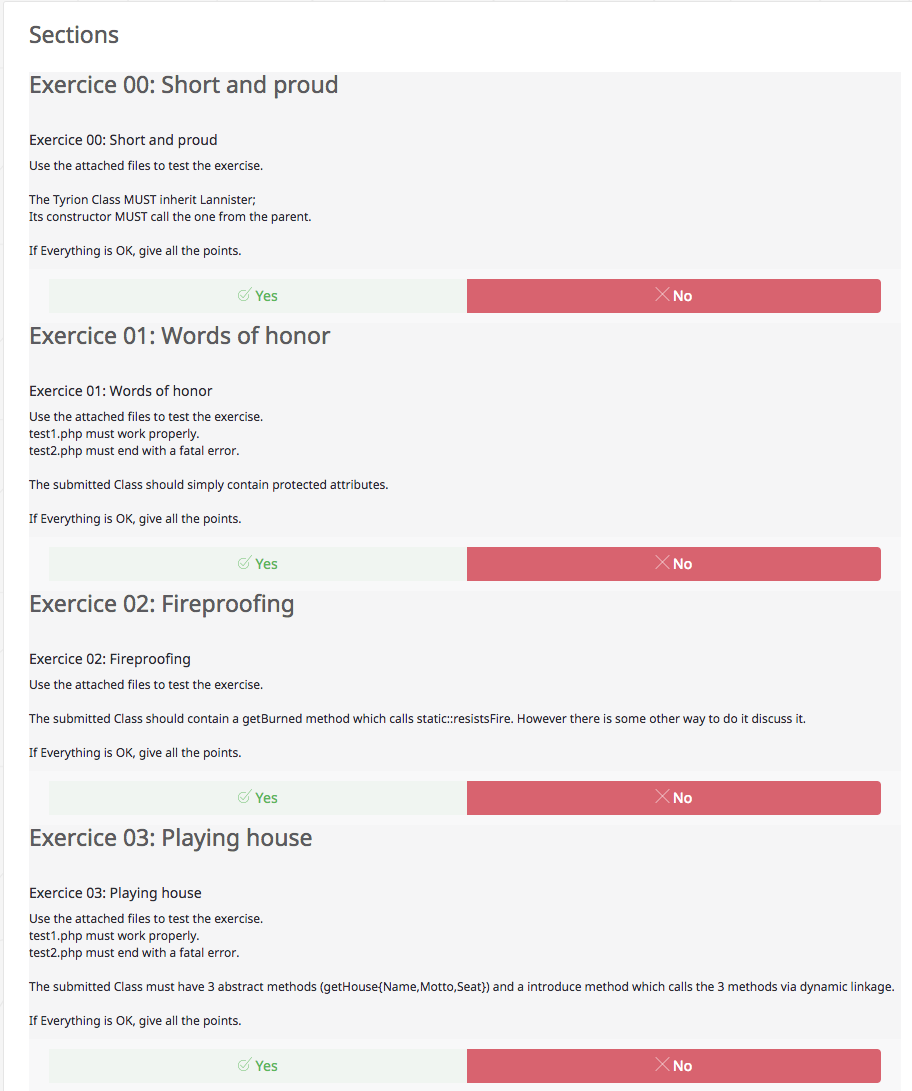 Sections
Exercice 00: Short and proud
Exercice 00: Short and proud
Use the attached files to test the exercise.
The Tyrion Class MUST inherit Lannister;
Its constructor MUST call the one from the parent.
If Everything is OK, give all the points.
Yes No
Exercice 01: Words of honor
Exercice 01: Words of honor
Use the attached files to test the exercise.
test1.php must work properly.
test2.php must end with a fatal error.
The submitted Class should simply contain protected attributes.
If Everything is OK, give all the points.
Yes No
Exercice 02: Fireproofing
Exercice 02: Fireproofing
Use the attached files to test the exercise.
The submitted Class should contain a getBurned method which calls static::resistsFire. However there is some other way to do it discuss it.
If Everything is OK, give all the points.
Yes No
Exercice 03: Playing house
Exercice 03: Playing house
Use the attached files to test the exercise.
test1.php must work properly.
test2.php must end with a fatal error.
The submitted Class must have 3 abstract methods (getHouse{Name,Motto,Seat}) and a introduce method which calls the 3 methods via dynamic linkage.
If Everything is OK, give all the points.
Yes No